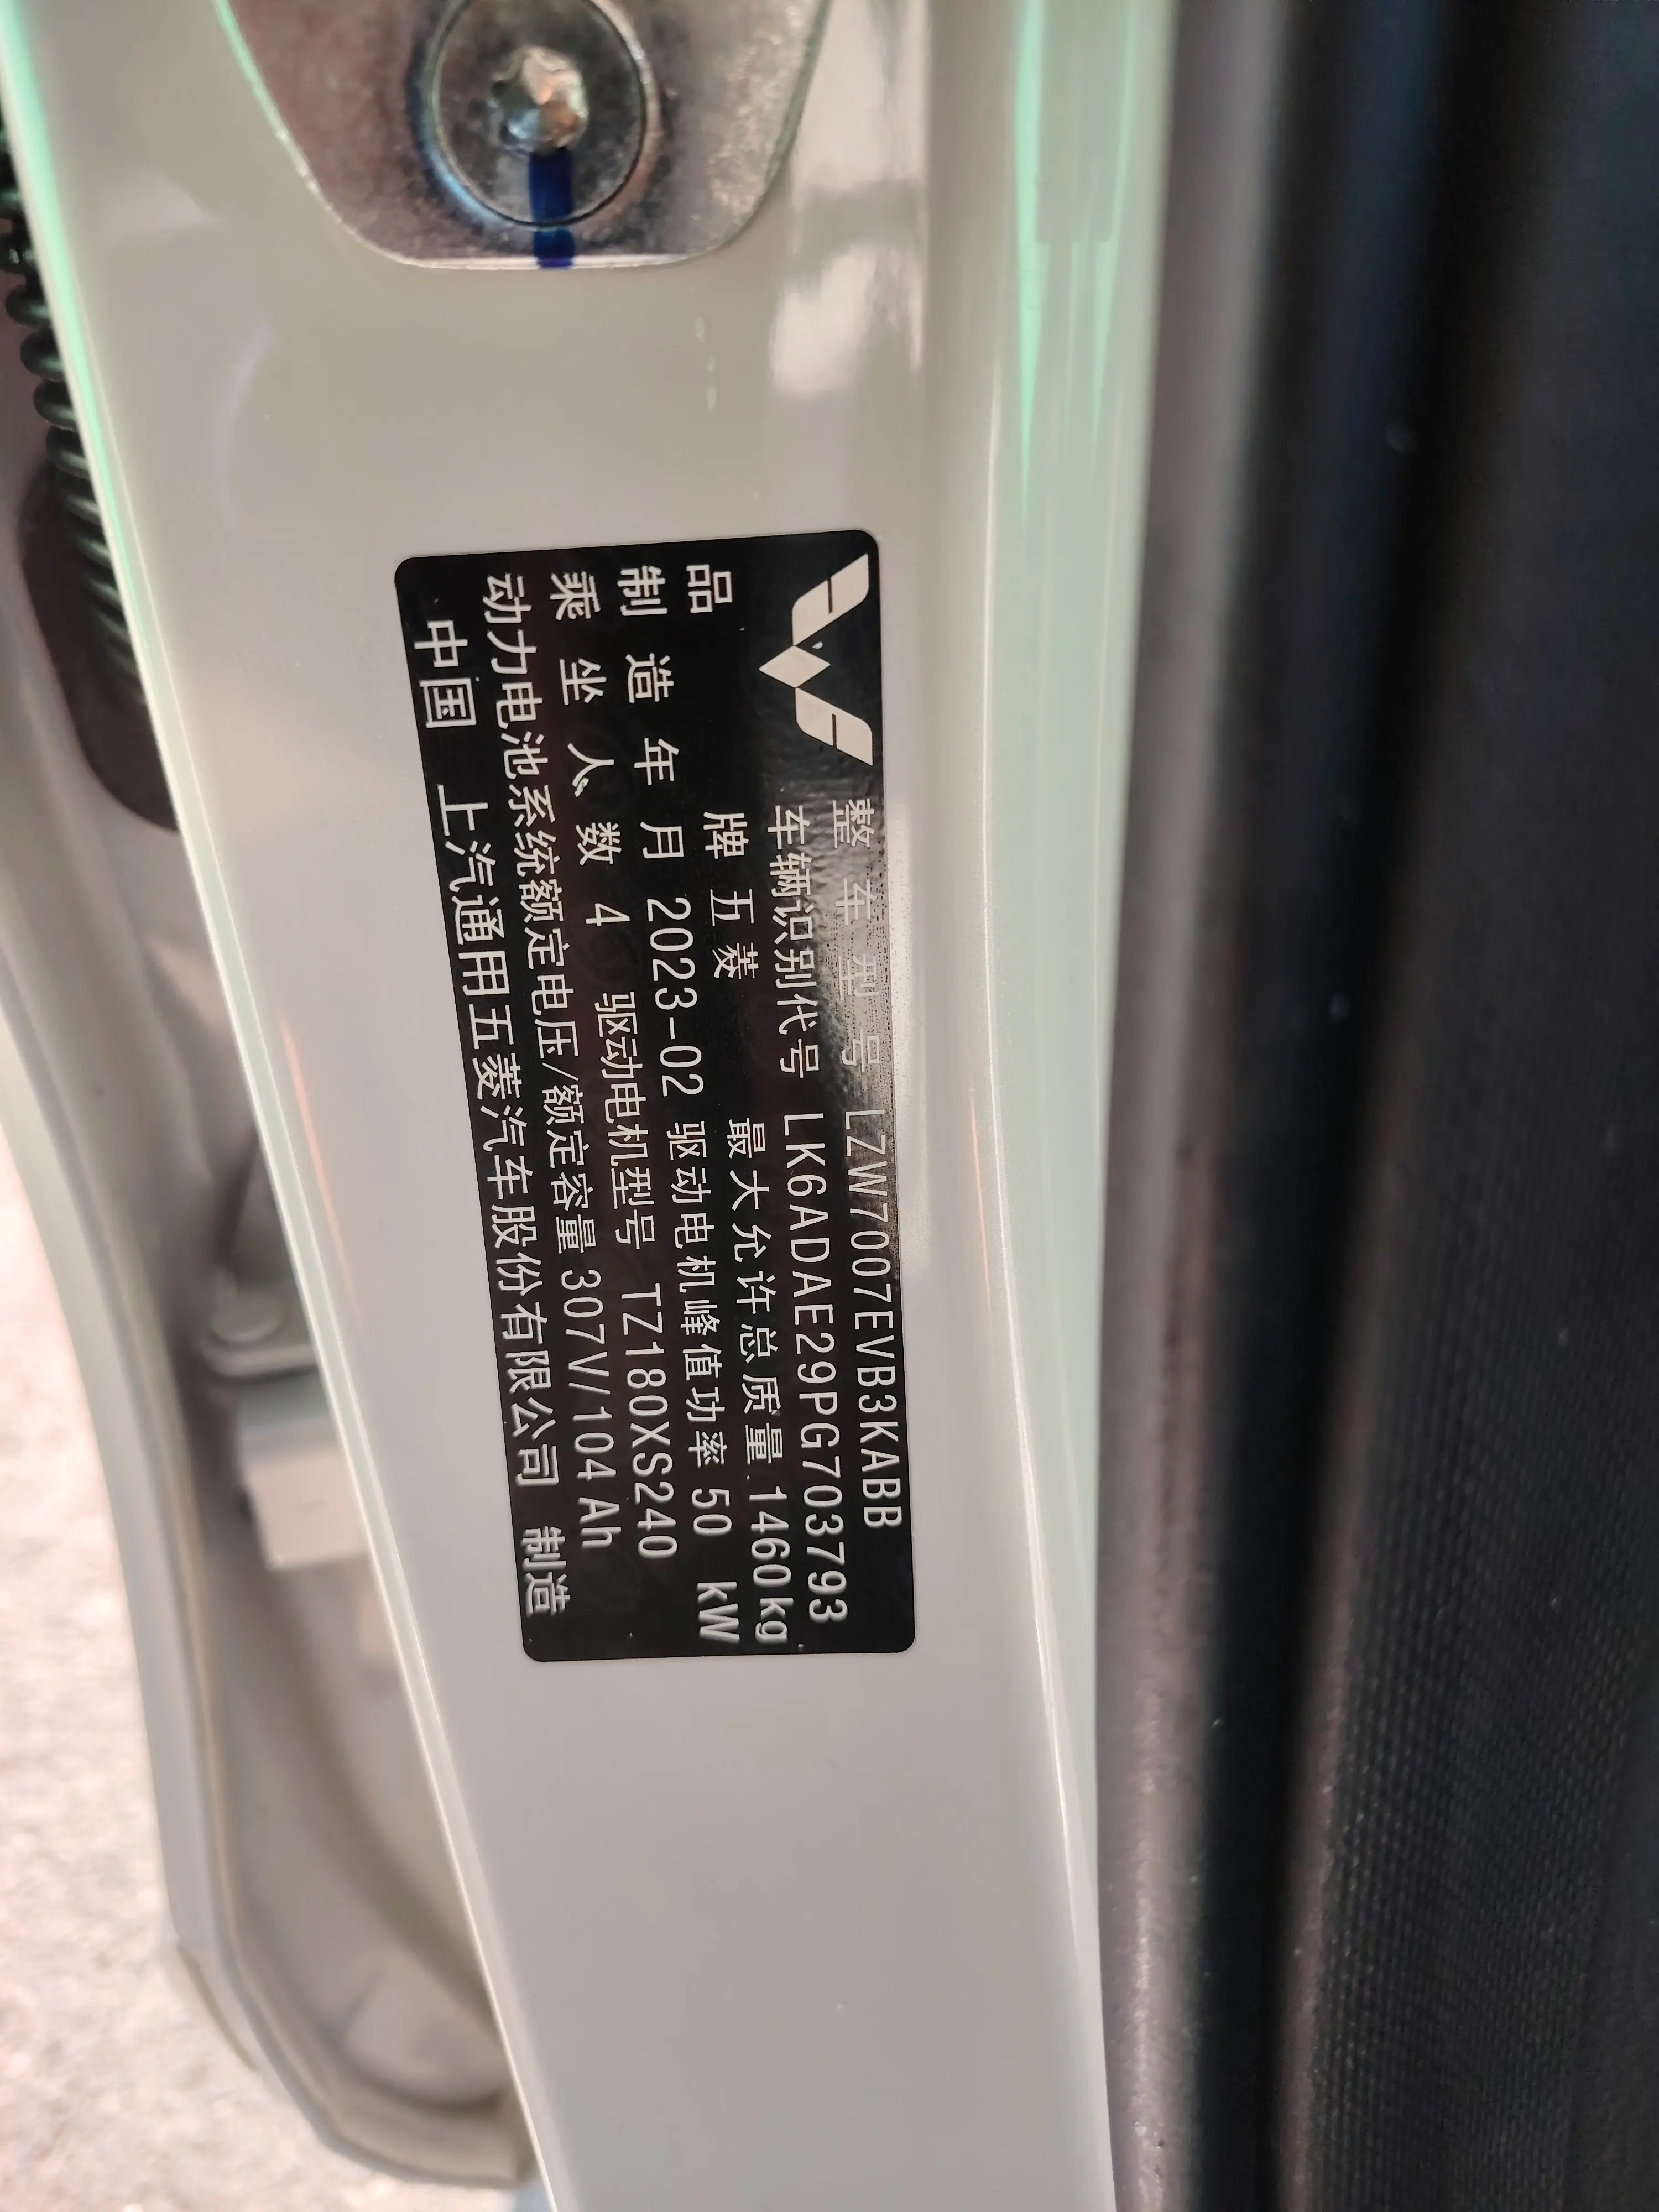 整车型号 LZW7007EVB3KABB
车辆识别代号 LK6ADAE29PG703793
品牌 五菱 最大允许总质量 1460kg
制造年月 2023-02 驱动电机峰值功率 50 kW
乘坐人数 4 驱动电机型号 TZ180XS240
动力电池系统额定电压/额定容量 307V/104Ah
中国 上汽通用五菱汽车股份有限公司 制造